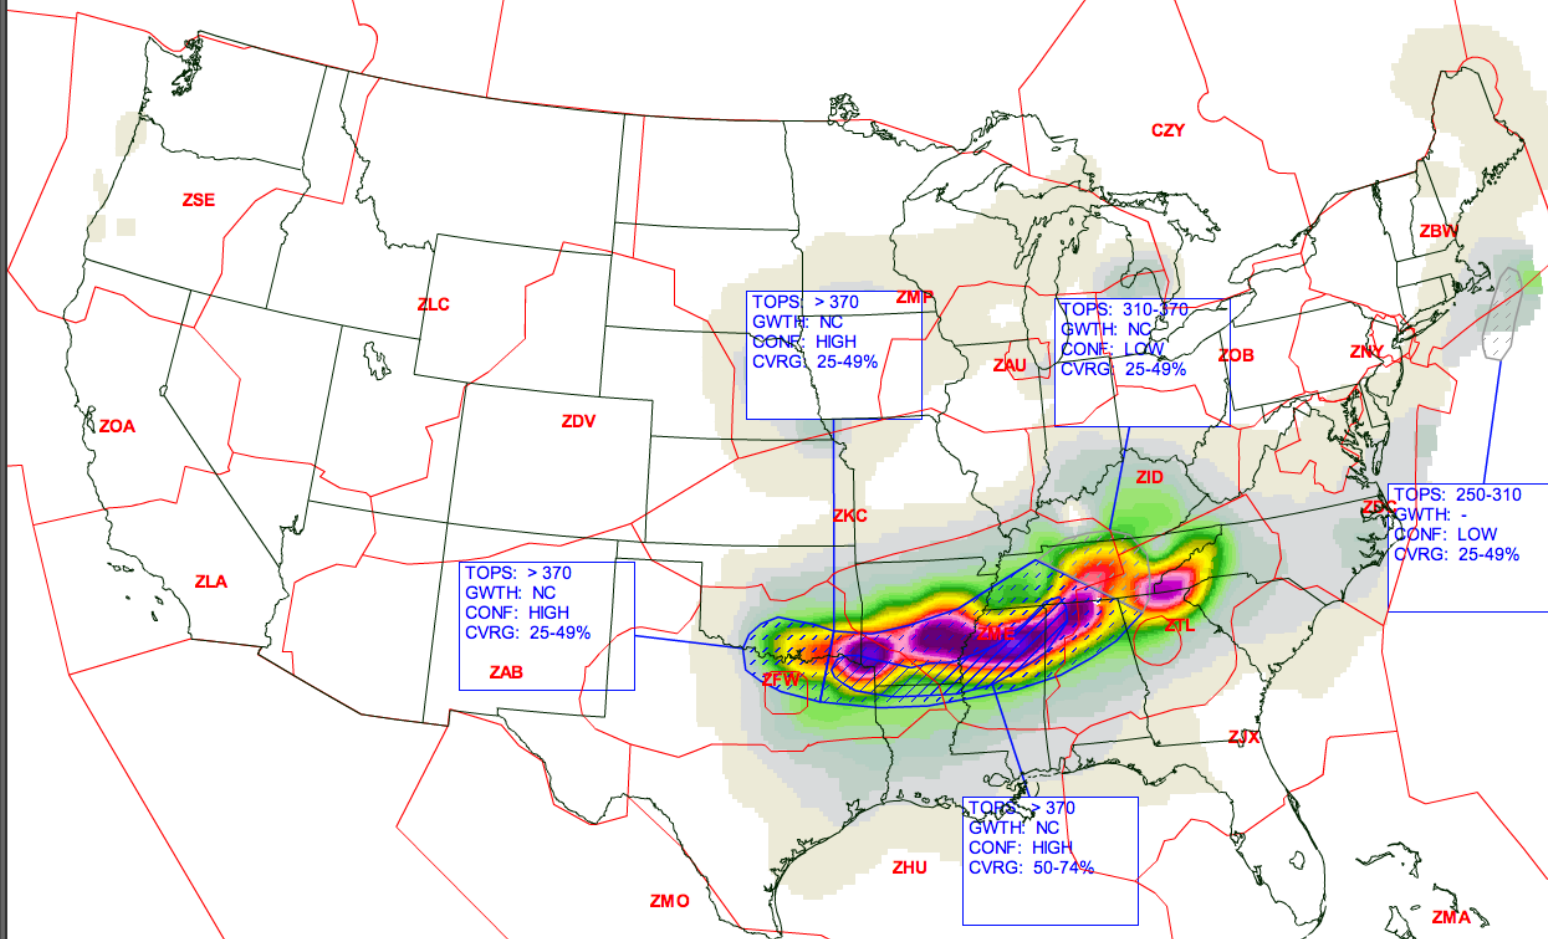 CZY
ZSE
ZBW
ZLC
ZMP
TOPS: > 370
GWTH: NC
CONF: HIGH
CVRG: 25-49%
TOPS: 310-370
GWTH: NC
CONF: LOW
CVRG: 25-49%
ZAU
ZOB
ZNY
ZOA
ZDV
ZID
ZKC
ZDC
TOPS: 250-310
GWTH: -
CONF: LOW
CVRG: 25-49%
ZLA
TOPS: > 370
GWTH: NC
CONF: HIGH
CVRG: 25-49%
ZAB
ZME
ZTL
ZFW
ZJX
TOPS: > 370
GWTH: NC
CONF: HIGH
CVRG: 50-74%
ZHU
ZMO
ZMA